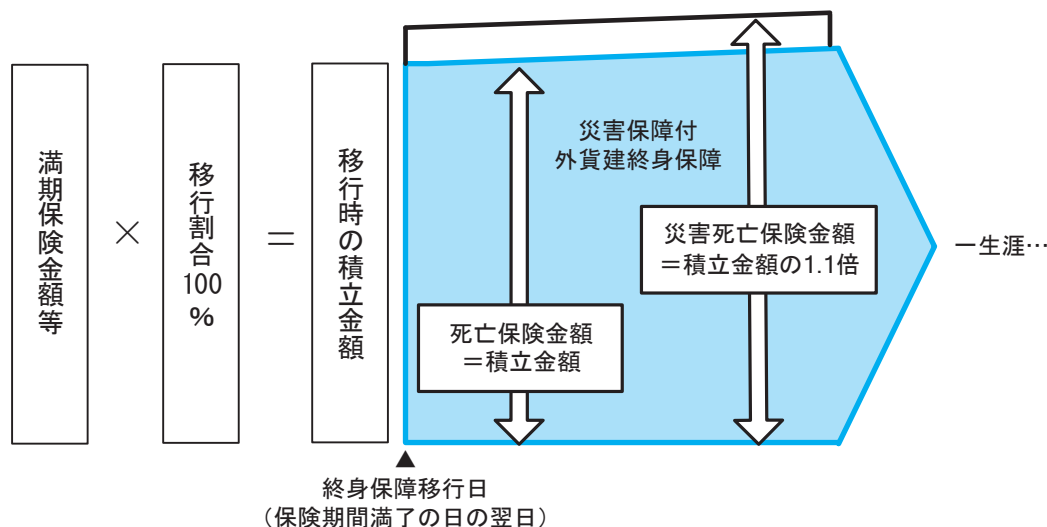 満期保険金額等
×
移行割合100%
＝
移行時の積立金額
災害保障付
外貨建終身保障
災害死亡保険金額
＝積立金額の1.1倍
死亡保険金額
＝積立金額
一生涯…
▲
終身保障移行日
（保険期間満了の日の翌日）